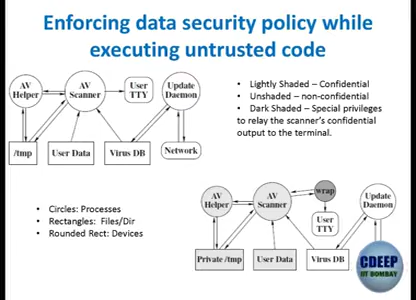 Enforcing data security policy while
executing untrusted code
AV
Helper
AV
Scanner
User
TTY
Update
Daemon
/tmp
User Data
Virus DB
Network
• Lightly Shaded – Confidential
• Unshaded – non-confidential
• Dark Shaded – Special privileges
to relay the scanner's confidential
output to the terminal.
• Circles: Processes
• Rectangles: Files/Dir
• Rounded Rect: Devices
AV
Helper
AV
Scanner
wrap
User
TTY
Update
Daemon
Private /tmp
User Data
Virus DB
CDEEP
IIT BOMBAY